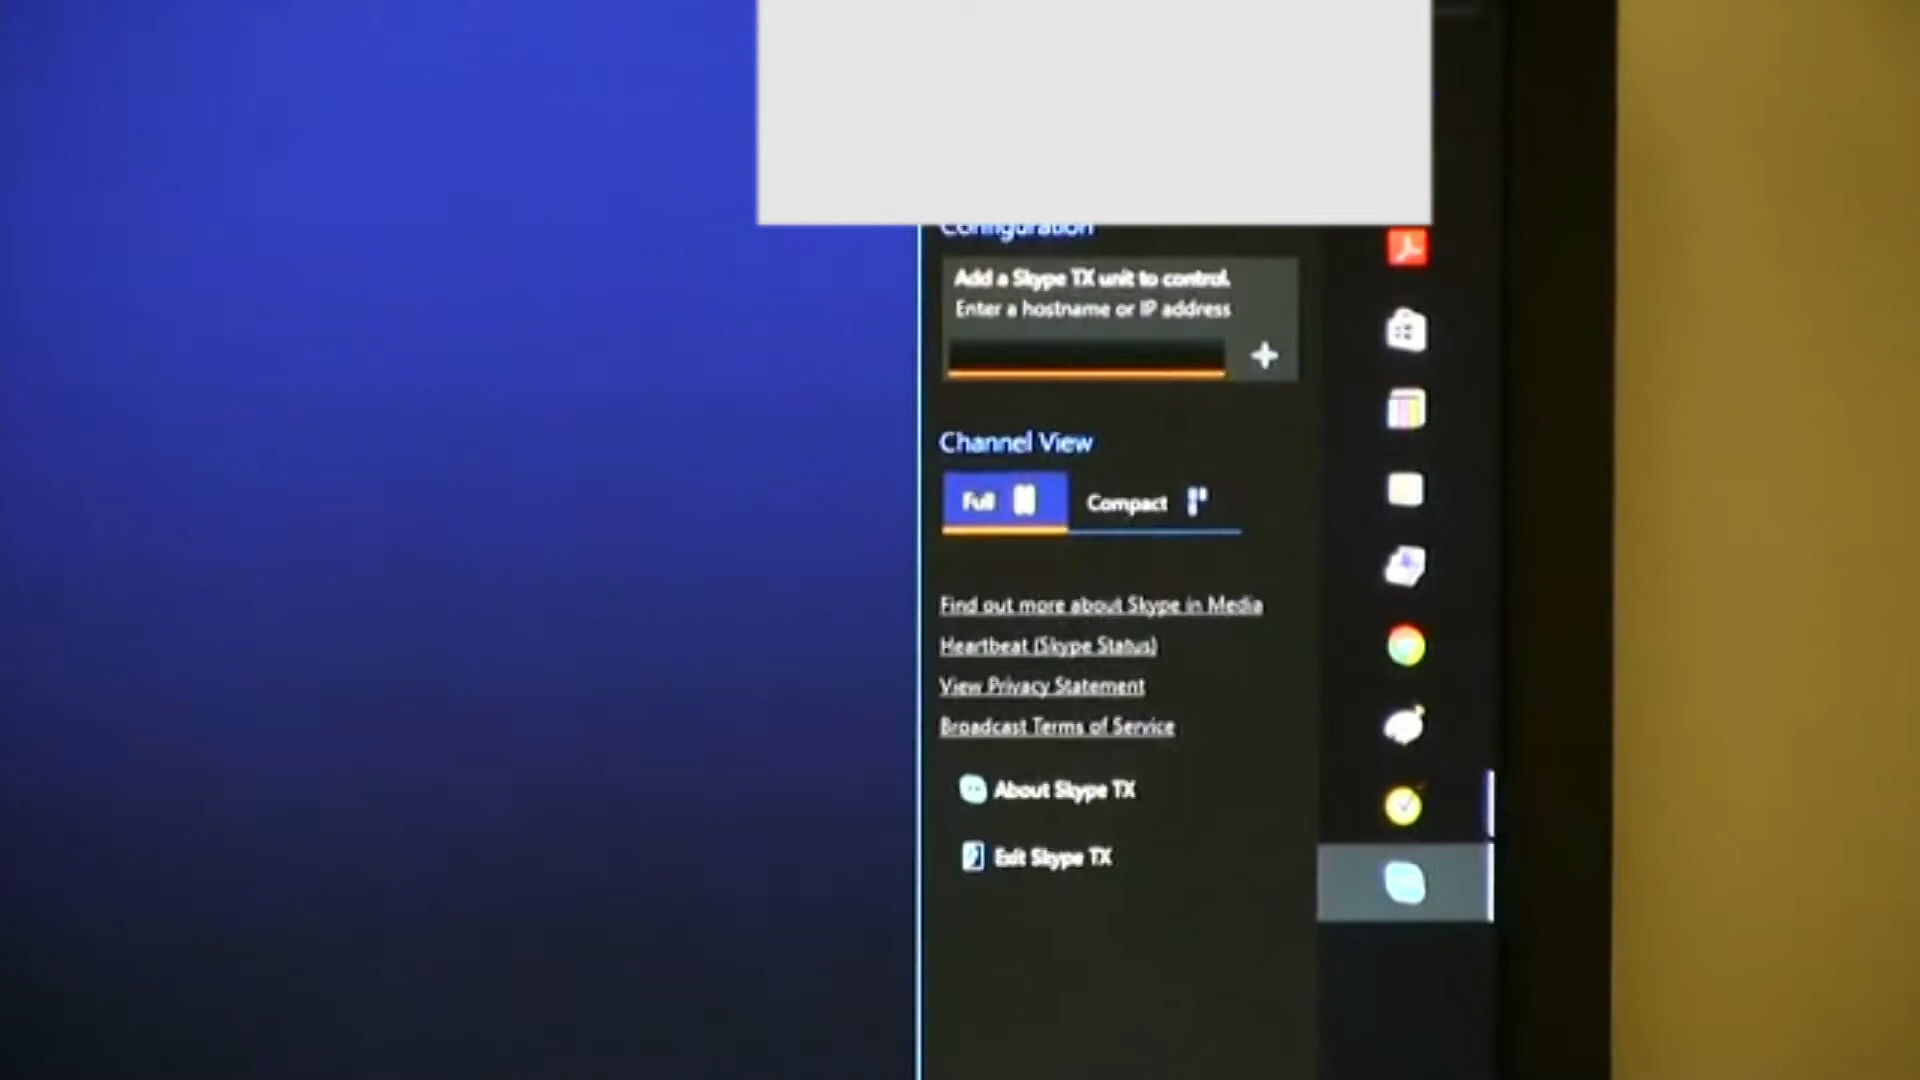 Configuration
Add a Skype TX unit to control.
Enter a hostname or IP address
Channel View
Full
Compact
Find out more about Skype in Media
Heartbeat (Skype Status)
View Privacy Statement
Broadcast Terms of Service
About Skype TX
Exit Skype TX